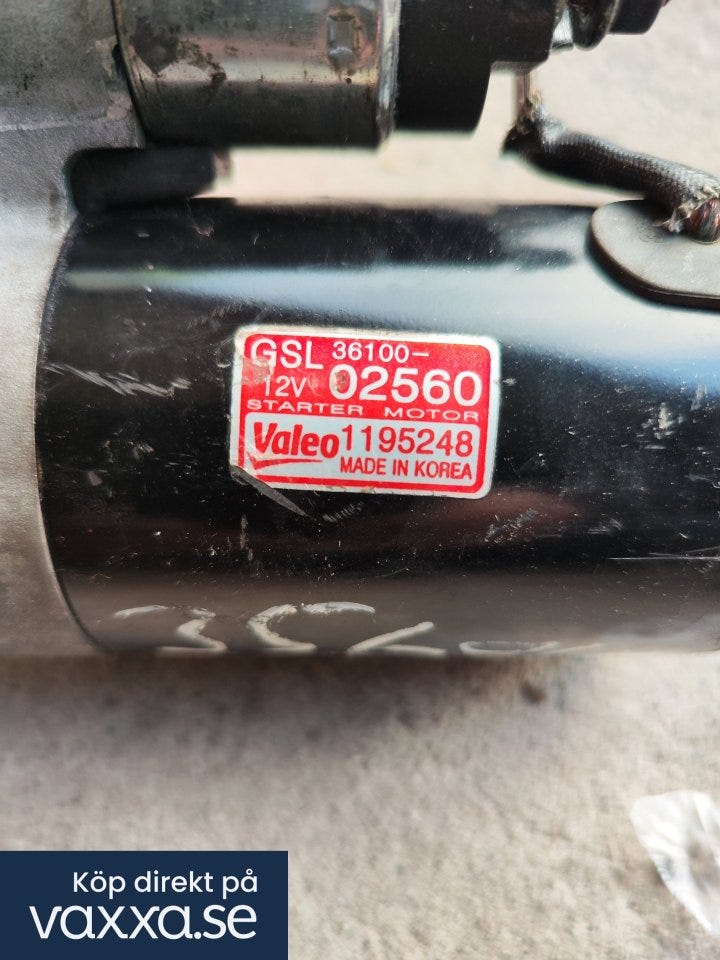 GSL 36100-
12V 02560
STARTER MOTOR
Valeo 1195248
MADE IN KOREA
Köp direkt på
vaxxa.se